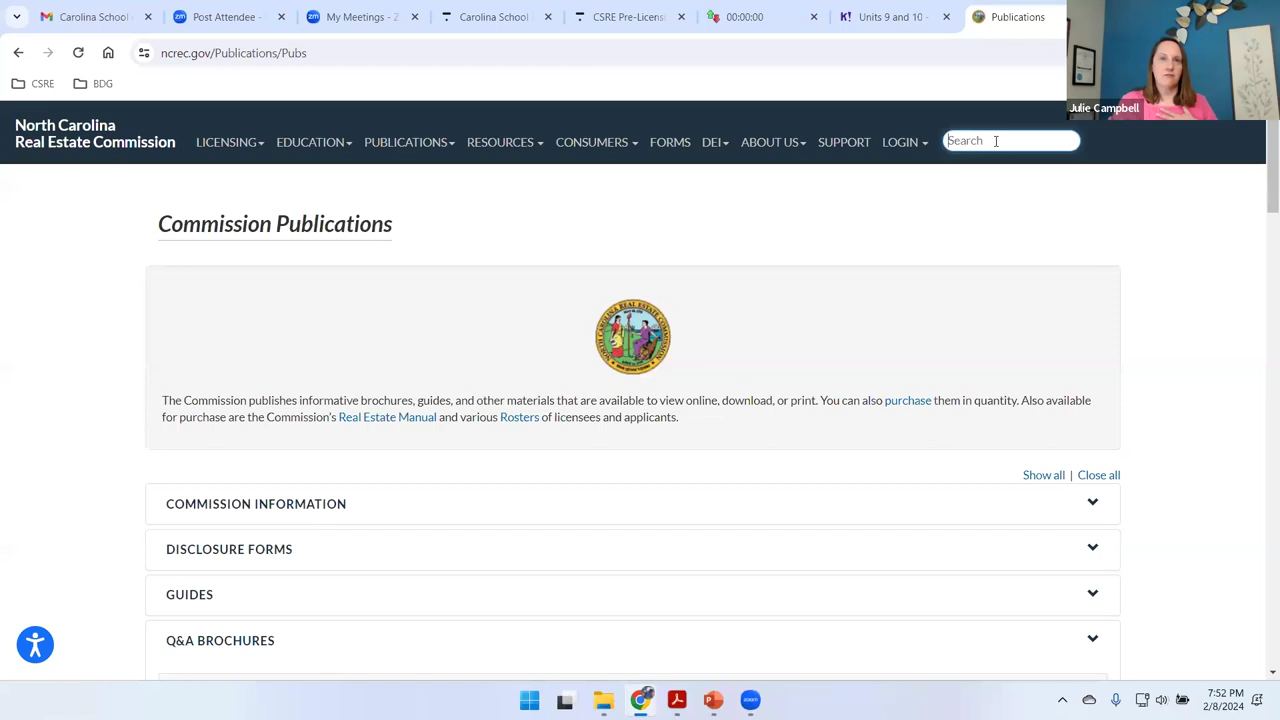 Post Attendee
My Meetings - Z
Carolina School
CSRE Pre-Licens
00:00:00
K! Units 9 and 10 -
Publications
ncrec.gov/Publications/Pubs
CSRE
BDG
Julie Campbell
North Carolina
Real Estate Commission
LICENSING
EDUCATION
PUBLICATIONS
RESOURCES
CONSUMERS
FORMS
DEI
ABOUT US
SUPPORT
LOGIN
Search
Commission Publications
The Commission publishes informative brochures, guides, and other materials that are available to view online, download, or print. You can also purchase them in quantity. Also available
for purchase are the Commission's Real Estate Manual and various Rosters of licensees and applicants.
Show all | Close all
COMMISSION INFORMATION
DISCLOSURE FORMS
GUIDES
Q&A BROCHURES
zoom
7:52 PM
2/8/2024